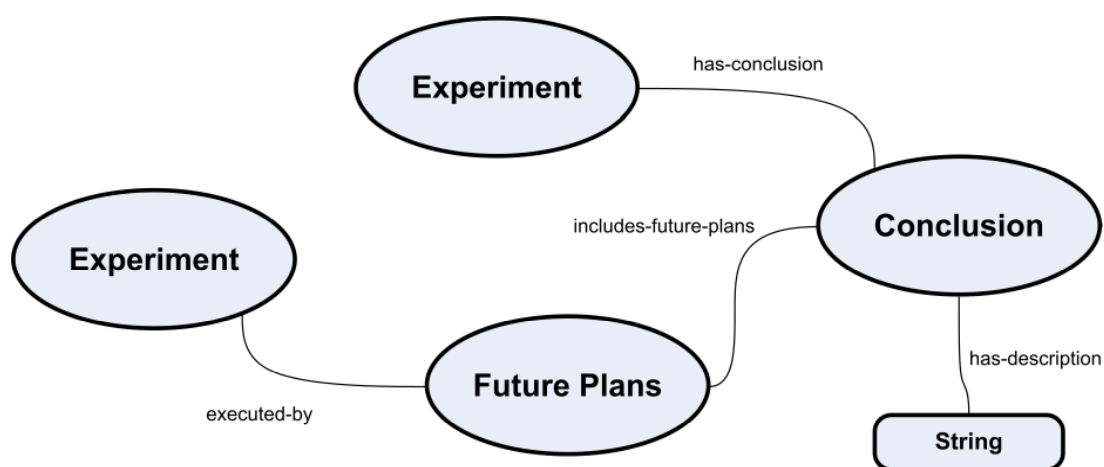 has-conclusion
Experiment
includes-future-plans
Conclusion
Experiment
has-description
Future Plans
executed-by
String